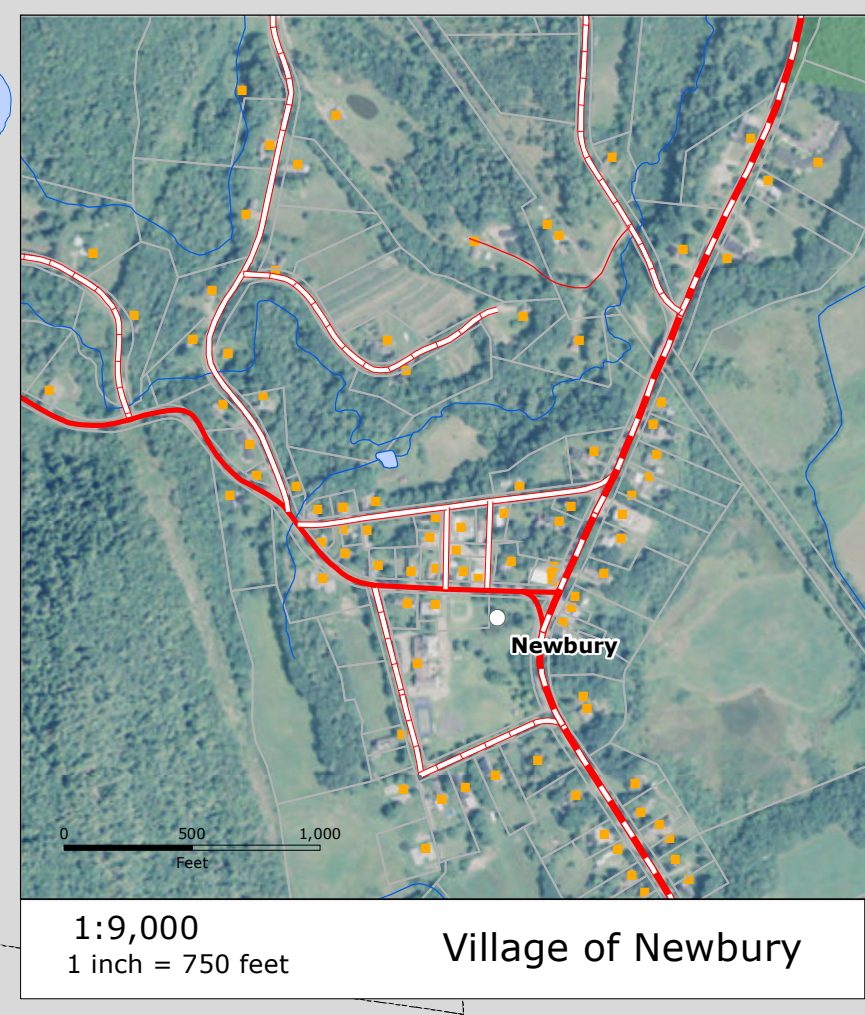 Newbury
0 500 1,000
Feet
1:9,000
1 inch = 750 feet
Village of Newbury